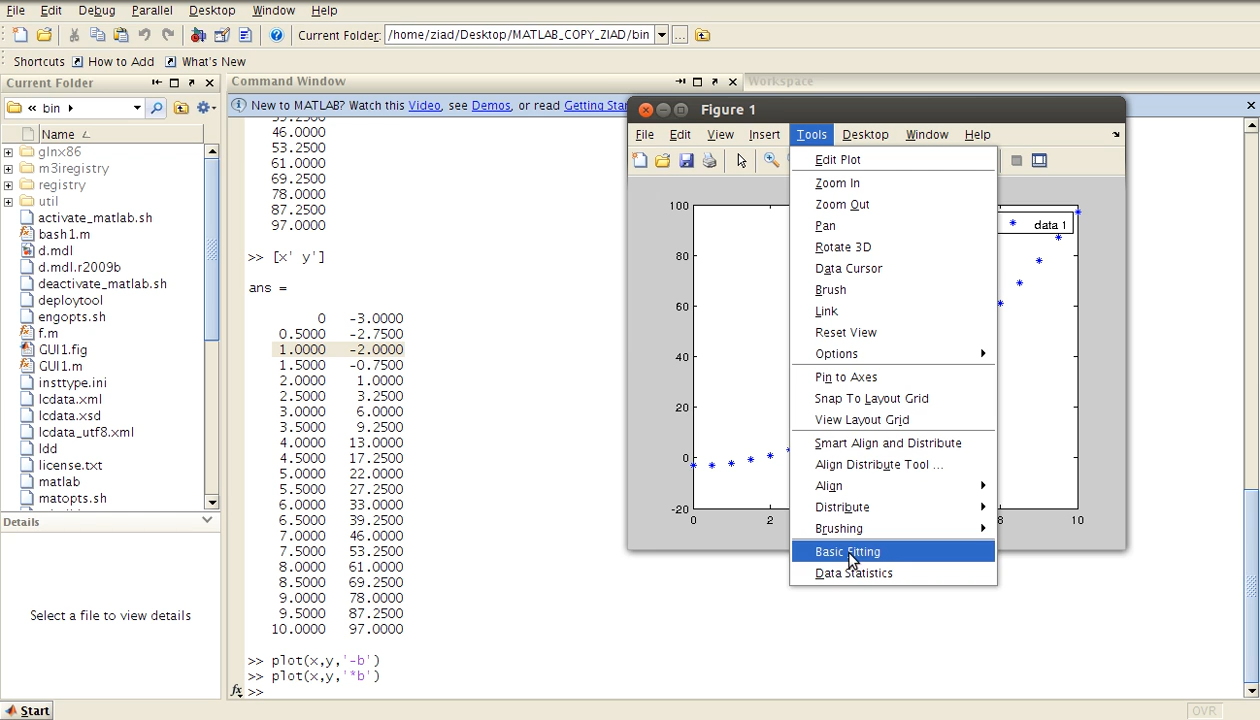 File Edit Debug Parallel Desktop Window Help
Current Folder: /home/ziad/Desktop/MATLAB_COPY_ZIAD/bin
Shortcuts How to Add What's New
Current Folder
Command Window
Workspace
« bin
New to MATLAB? Watch this Video, see Demos, or read Getting Star
Name
glnx86
m3iregistry
registry
util
activate_matlab.sh
bash1.m
d.mdl
d.mdl.r2009b
deactivate_matlab.sh
deploytool
engopts.sh
f.m
GUI1.fig
GUI1.m
insttype.ini
lcdata.xml
lcdata.xsd
lcdata_utf8.xml
ldd
license.txt
matlab
matopts.sh
Details
Select a file to view details
Start
39.2500
46.0000
53.2500
61.0000
69.2500
78.0000
87.2500
97.0000
>> [x' y']
ans =
0 -3.0000
0.5000 -2.7500
1.0000 -2.0000
1.5000 -0.7500
2.0000 1.0000
2.5000 3.2500
3.0000 6.0000
3.5000 9.2500
4.0000 13.0000
4.5000 17.2500
5.0000 22.0000
5.5000 27.2500
6.0000 33.0000
6.5000 39.2500
7.0000 46.0000
7.5000 53.2500
8.0000 61.0000
8.5000 69.2500
9.0000 78.0000
9.5000 87.2500
10.0000 97.0000
>> plot(x,y,'-b')
>> plot(x,y,'*b')
fx >>
Figure 1
File Edit View Insert Tools Desktop Window Help
100
80
60
40
20
0
-20
0 2 8 10
data 1
Edit Plot
Zoom In
Zoom Out
Pan
Rotate 3D
Data Cursor
Brush
Link
Reset View
Options
Pin to Axes
Snap To Layout Grid
View Layout Grid
Smart Align and Distribute
Align Distribute Tool ...
Align
Distribute
Brushing
Basic Fitting
Data Statistics
OVR